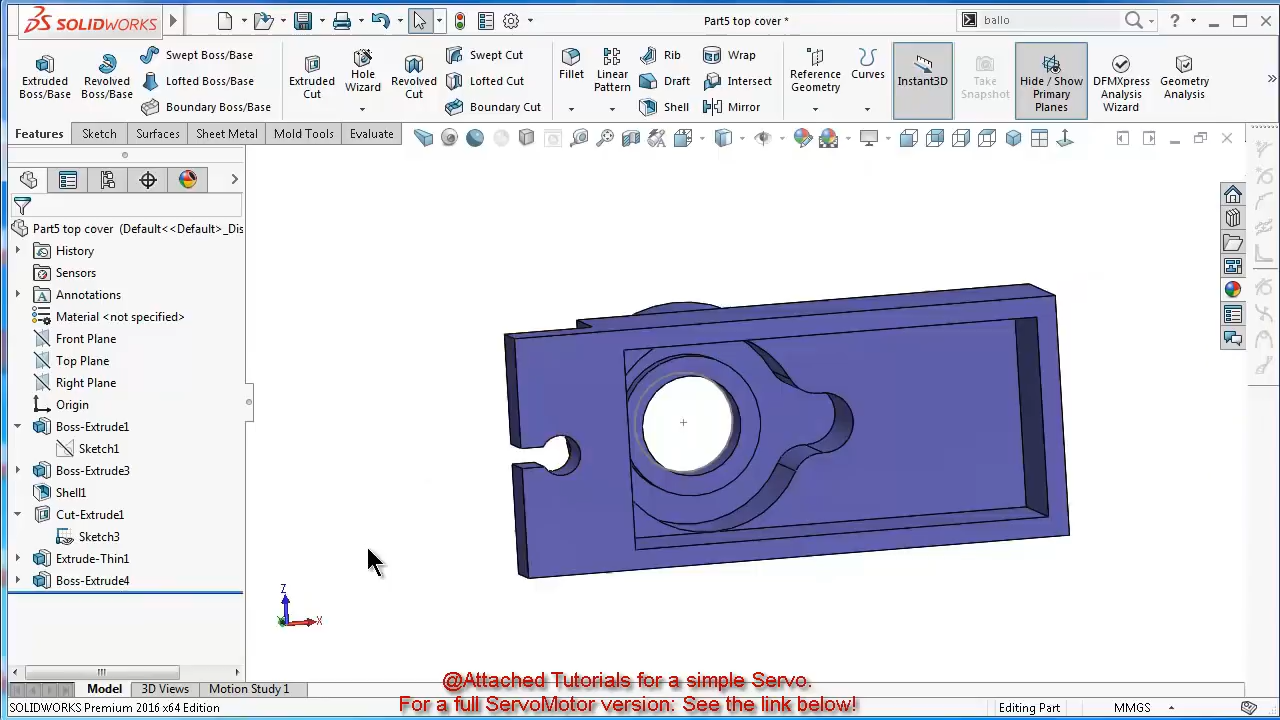 SOLIDWORKS
Part5 top cover *
ballo
Extruded Boss/Base
Revolved Boss/Base
Swept Boss/Base
Lofted Boss/Base
Boundary Boss/Base
Extruded Cut
Hole Wizard
Revolved Cut
Swept Cut
Lofted Cut
Boundary Cut
Fillet
Linear Pattern
Rib
Draft
Shell
Wrap
Intersect
Mirror
Reference Geometry
Curves
Instant3D
Take Snapshot
Hide / Show Primary Planes
DFMXpress Analysis Wizard
Geometry Analysis
Features
Sketch
Surfaces
Sheet Metal
Mold Tools
Evaluate
Part5 top cover (Default<<Default>_Dis
History
Sensors
Annotations
Material <not specified>
Front Plane
Top Plane
Right Plane
Origin
Boss-Extrude1
Sketch1
Boss-Extrude3
Shell1
Cut-Extrude1
Sketch3
Extrude-Thin1
Boss-Extrude4
Z
X
Model
3D Views
Motion Study 1
@Attached Tutorials for a simple Servo.
For a full ServoMotor version: See the link below!
SOLIDWORKS Premium 2016 x64 Edition
Editing Part
MMGS